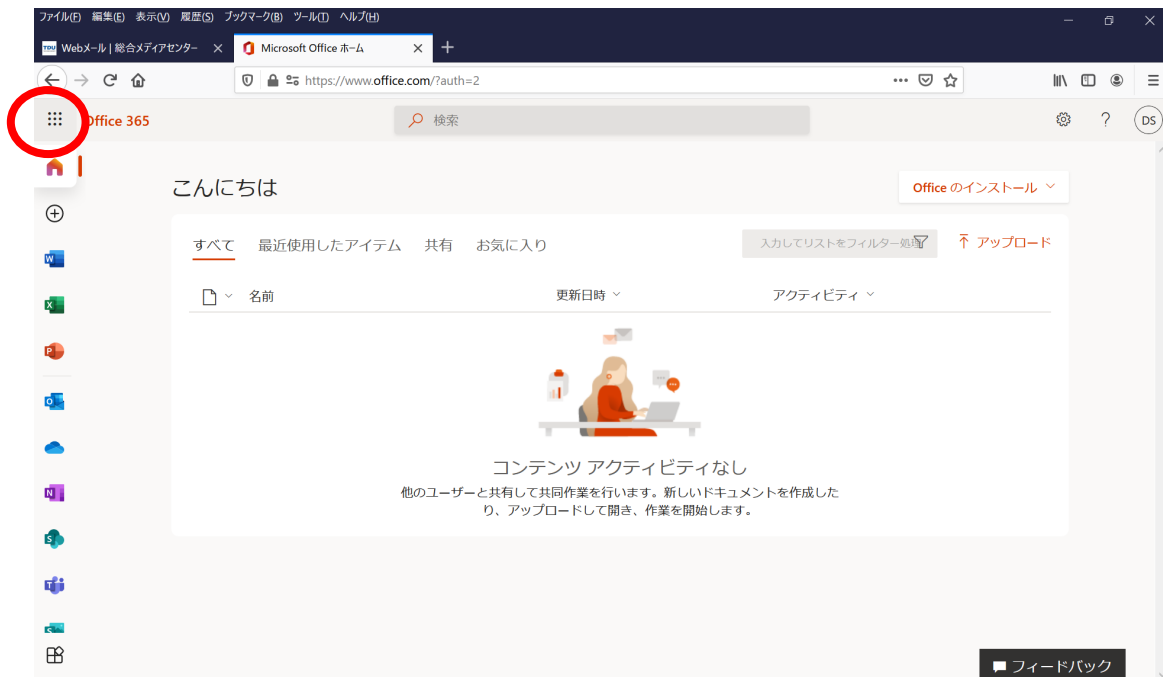 ファイル(F) 編集(E) 表示(V) 履歴(S) ブックマーク(B) ツール(T) ヘルプ(H)
TDU Webメール | 総合メディアセンター Microsoft Office ホーム
https://www.office.com/?auth=2
Office 365 検索 ? DS
こんにちは
Office のインストール
すべて 最近使用したアイテム 共有 お気に入り 入力してリストをフィルター処理 アップロード
名前 更新日時 アクティビティ
コンテンツ アクティビティなし
他のユーザーと共有して共同作業を行います。新しいドキュメントを作成した
り、アップロードして開き、作業を開始します。
W
X
P
O
N
S
T
S
フィードバック